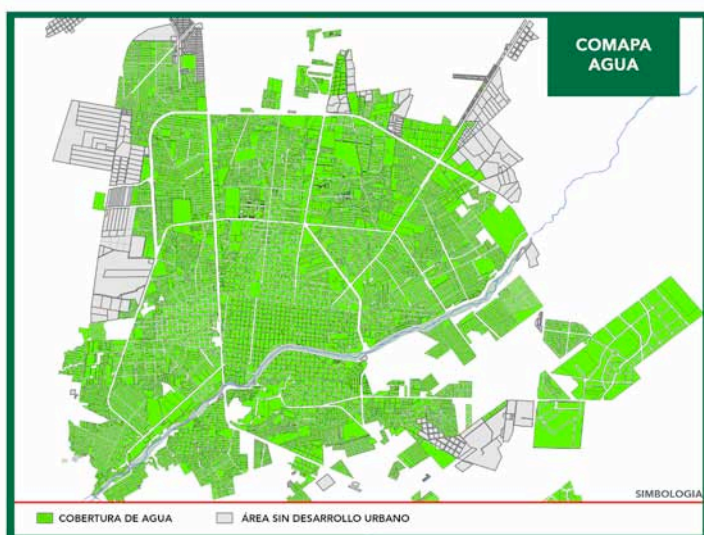 COMAPA
AGUA
SIMBOLOGIA
COBERTURA DE AGUA
ÁREA SIN DESARROLLO URBANO